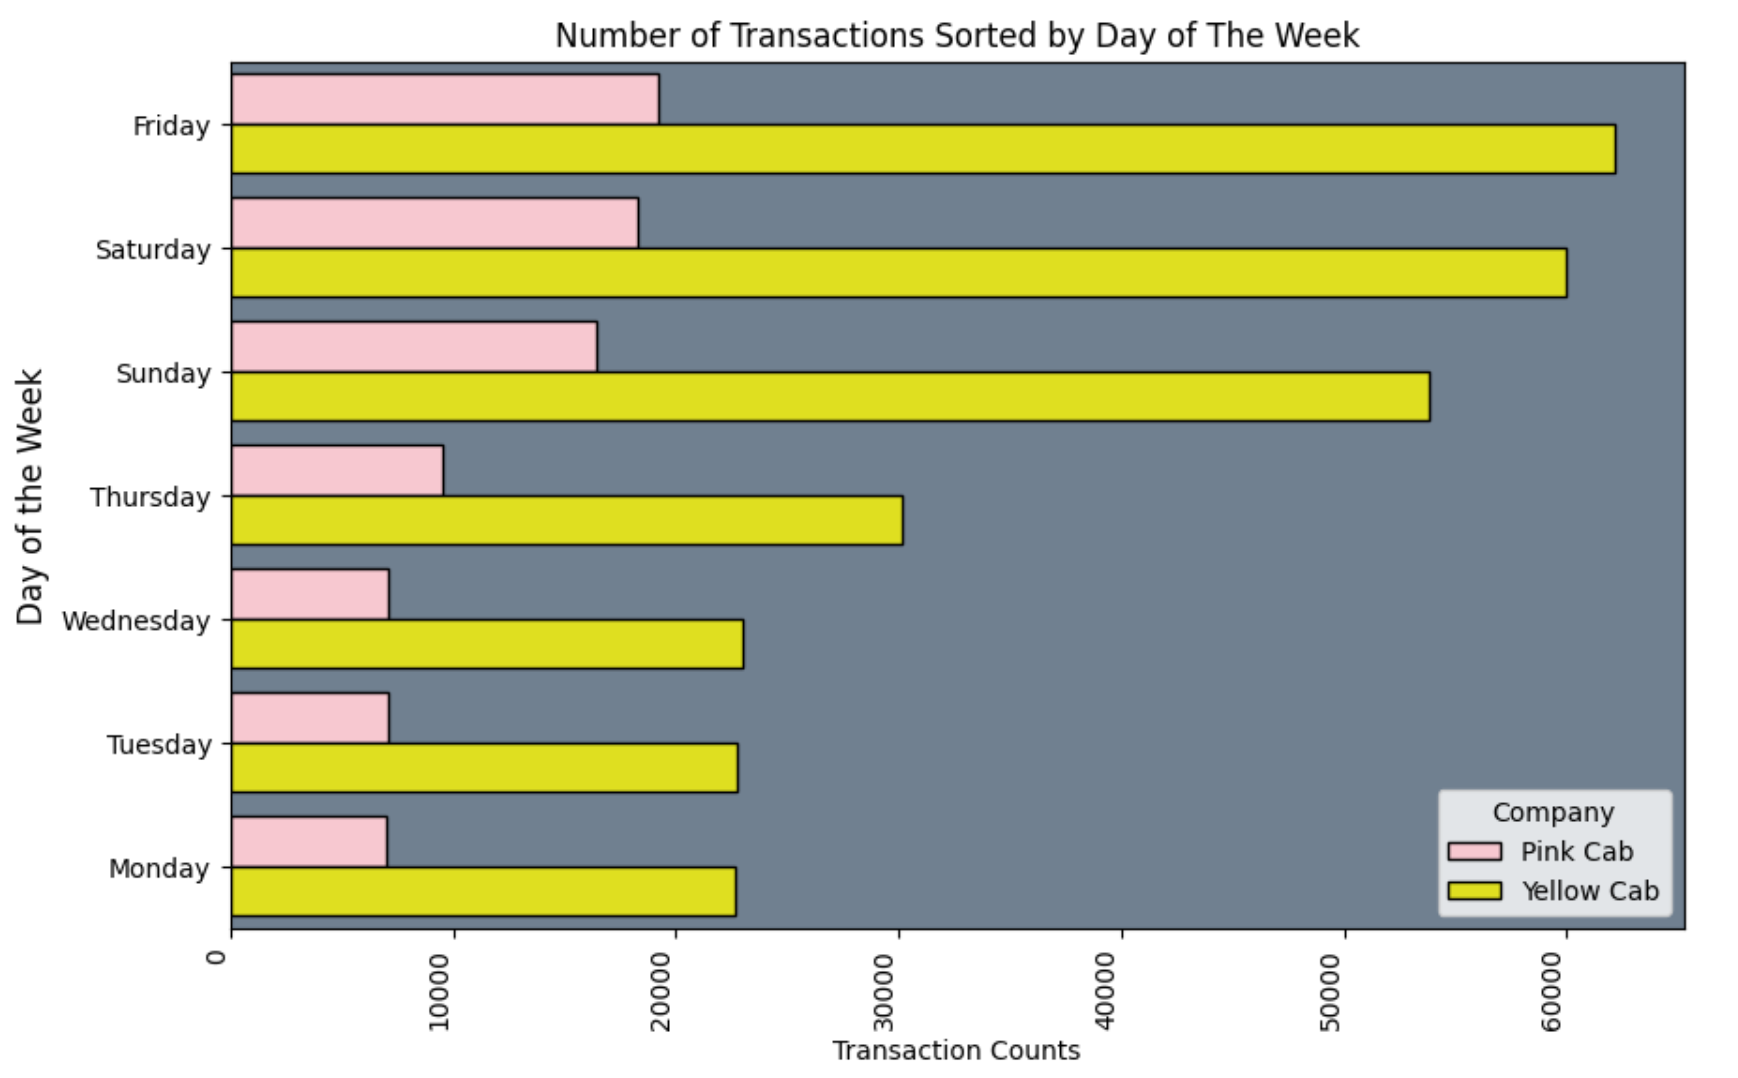 Number of Transactions Sorted by Day of The Week
Day of the Week
Friday
Saturday
Sunday
Thursday
Wednesday
Tuesday
Monday
Company
Pink Cab
Yellow Cab
0
10000
20000
30000
40000
50000
60000
Transaction Counts